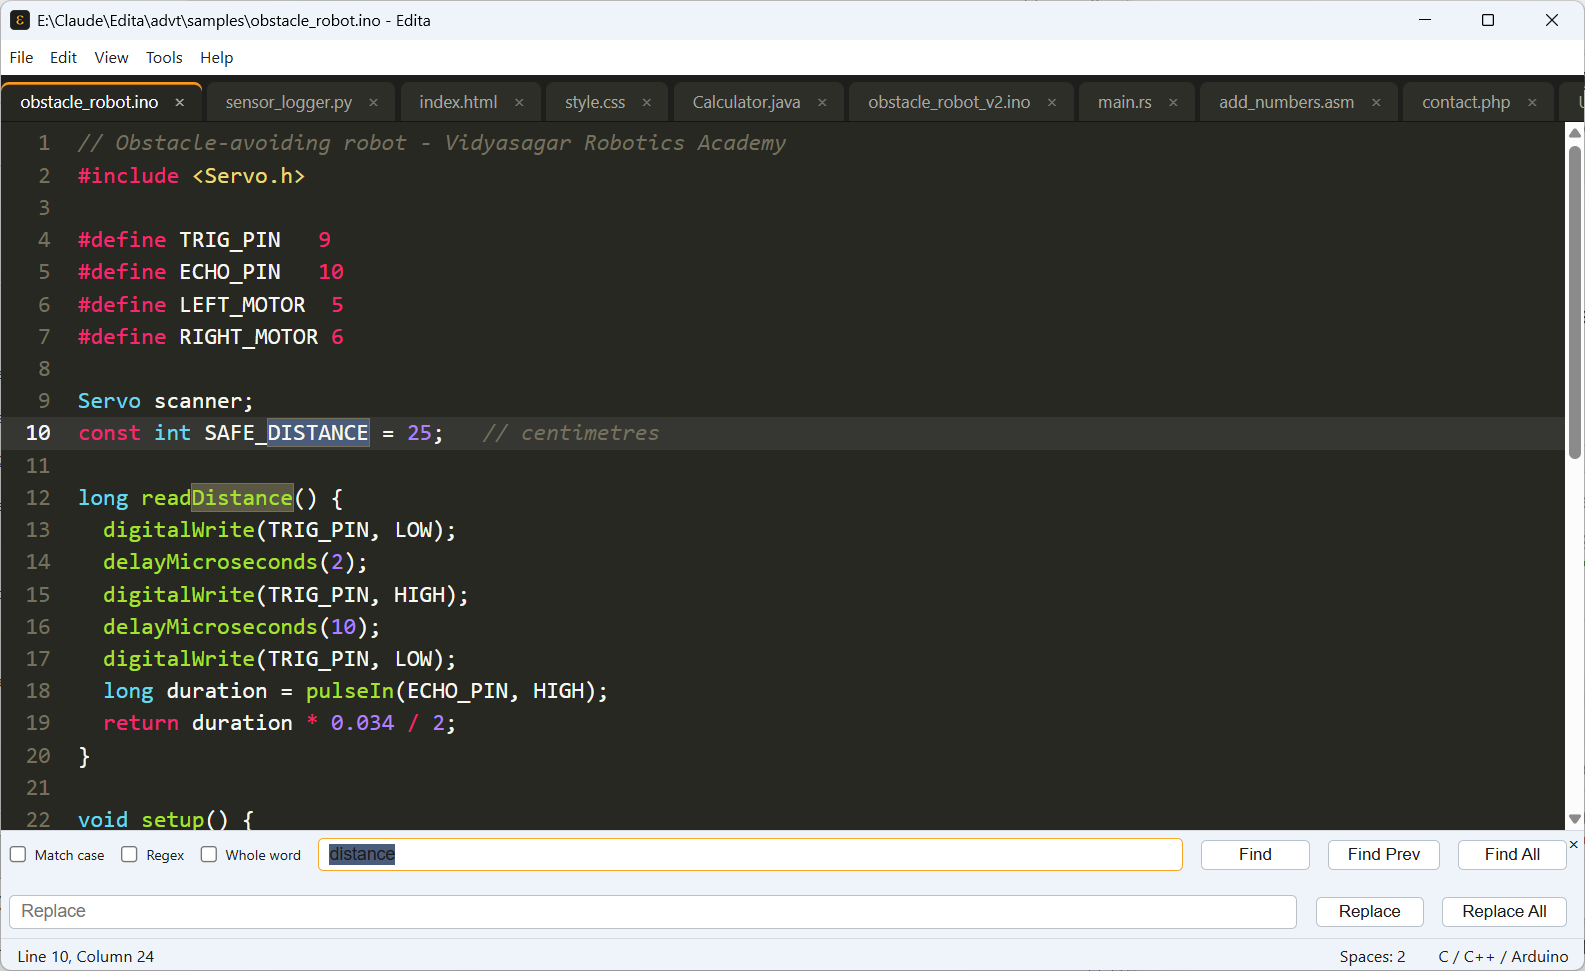 E:\Claude\Edita\advt\samples\obstacle_robot.ino - Edita
File Edit View Tools Help
obstacle_robot.ino × sensor_logger.py × index.html × style.css × Calculator.java × obstacle_robot_v2.ino × main.rs × add_numbers.asm × contact.php ×
1 // Obstacle-avoiding robot - Vidyasagar Robotics Academy
2 #include <Servo.h>
3
4 #define TRIG_PIN   9
5 #define ECHO_PIN   10
6 #define LEFT_MOTOR  5
7 #define RIGHT_MOTOR 6
8
9 Servo scanner;
10 const int SAFE_DISTANCE = 25;   // centimetres
11
12 long readDistance() {
13   digitalWrite(TRIG_PIN, LOW);
14   delayMicroseconds(2);
15   digitalWrite(TRIG_PIN, HIGH);
16   delayMicroseconds(10);
17   digitalWrite(TRIG_PIN, LOW);
18   long duration = pulseIn(ECHO_PIN, HIGH);
19   return duration * 0.034 / 2;
20 }
21
22 void setup() {
Match case Regex Whole word distance Find Find Prev Find All ×
Replace Replace Replace All
Line 10, Column 24 Spaces: 2 C / C++ / Arduino